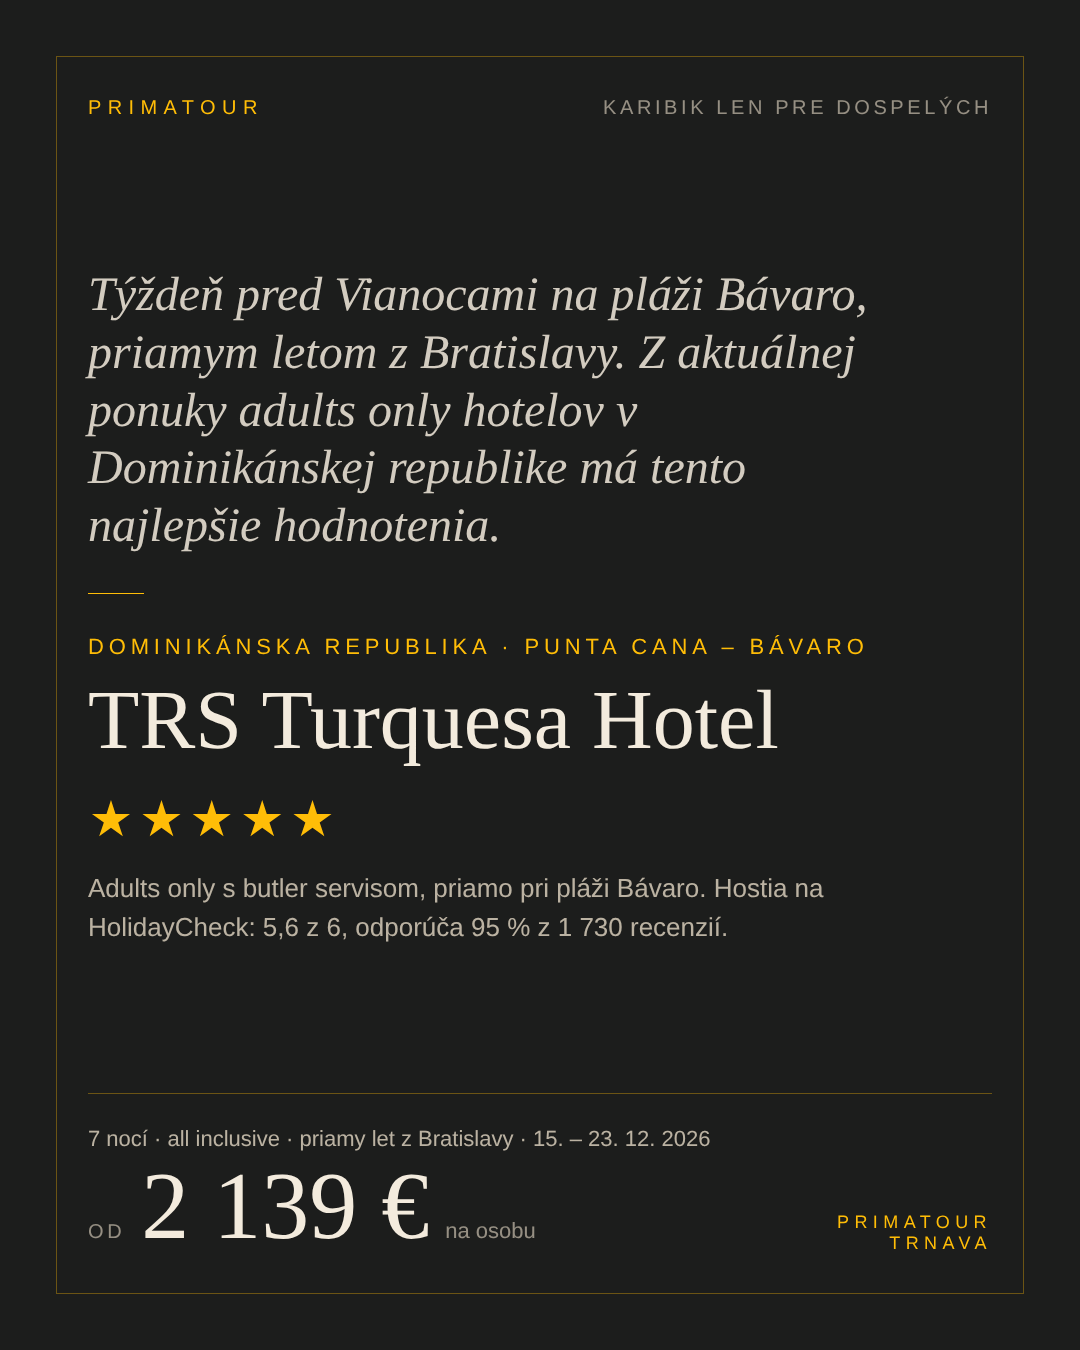 PRIMATOUR
KARIBIK LEN PRE DOSPELÝCH
Týždeň pred Vianocami na pláži Bávaro,
priamym letom z Bratislavy. Z aktuálnej
ponuky adults only hotelov v
Dominikánskej republike má tento
najlepšie hodnotenia.
DOMINIKÁNSKA REPUBLIKA · PUNTA CANA – BÁVARO
TRS Turquesa Hotel
★★★★★
Adults only s butler servisom, priamo pri pláži Bávaro. Hostia na
HolidayCheck: 5,6 z 6, odporúča 95 % z 1 730 recenzií.
7 nocí · all inclusive · priamy let z Bratislavy · 15. – 23. 12. 2026
OD 2 139 € na osobu
PRIMATOUR
TRNAVA